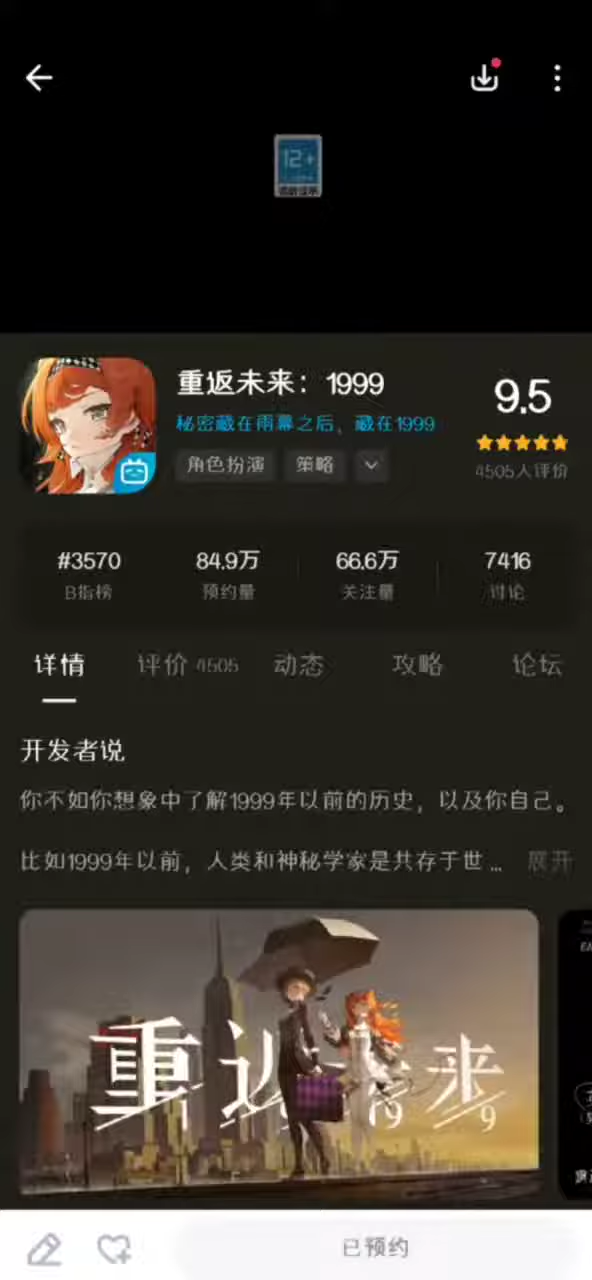 12+
重返未来：1999
9.5
秘密藏在雨幕之后，藏在1999
角色扮演
策略
4505人评价
#3570
84.9万
66.6万
7416
B指榜
预约量
关注量
讨论
详情
评价 4505
动态
攻略
论坛
开发者说
你不如你想象中了解1999年以前的历史，以及你自己。
比如1999年以前，人类和神秘学家是共存于世...
展开
重返未来
1999
已预约